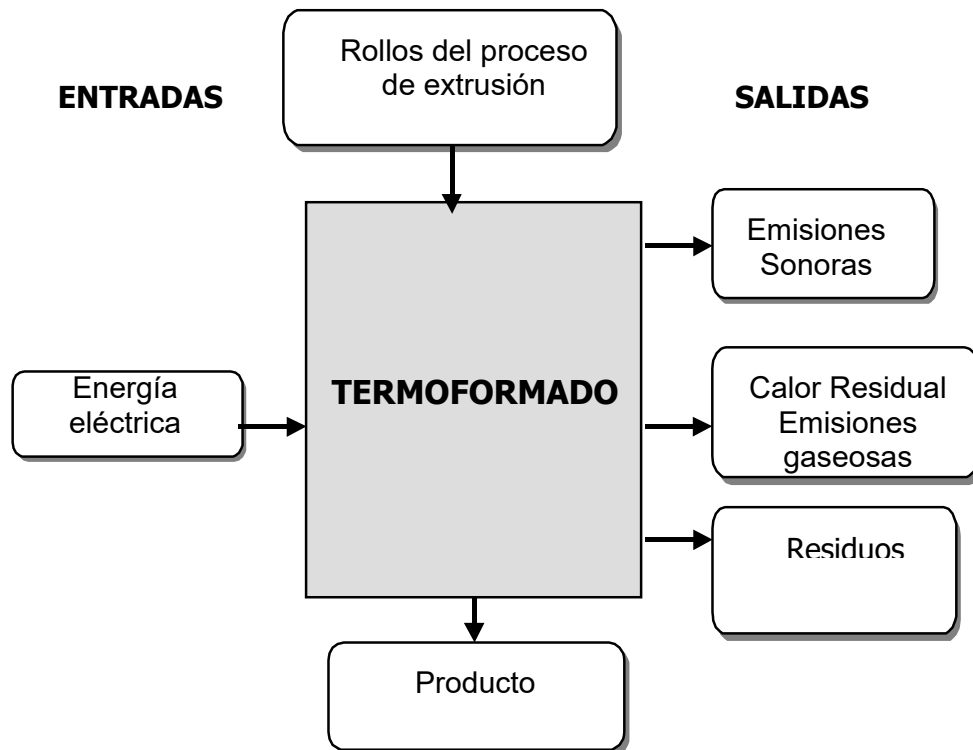 Rollos del proceso
de extrusión
ENTRADAS
SALIDAS
Emisiones
Sonoras
Energía
eléctrica
TERMOFORMADO
Calor Residual
Emisiones
gaseosas
Residuos
Producto